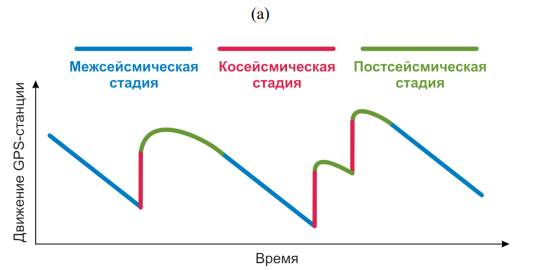 (а)
Межсейсмическая
стадия
Косейсмическая
стадия
Постсейсмическая
стадия
Движение GPS-станции
Время